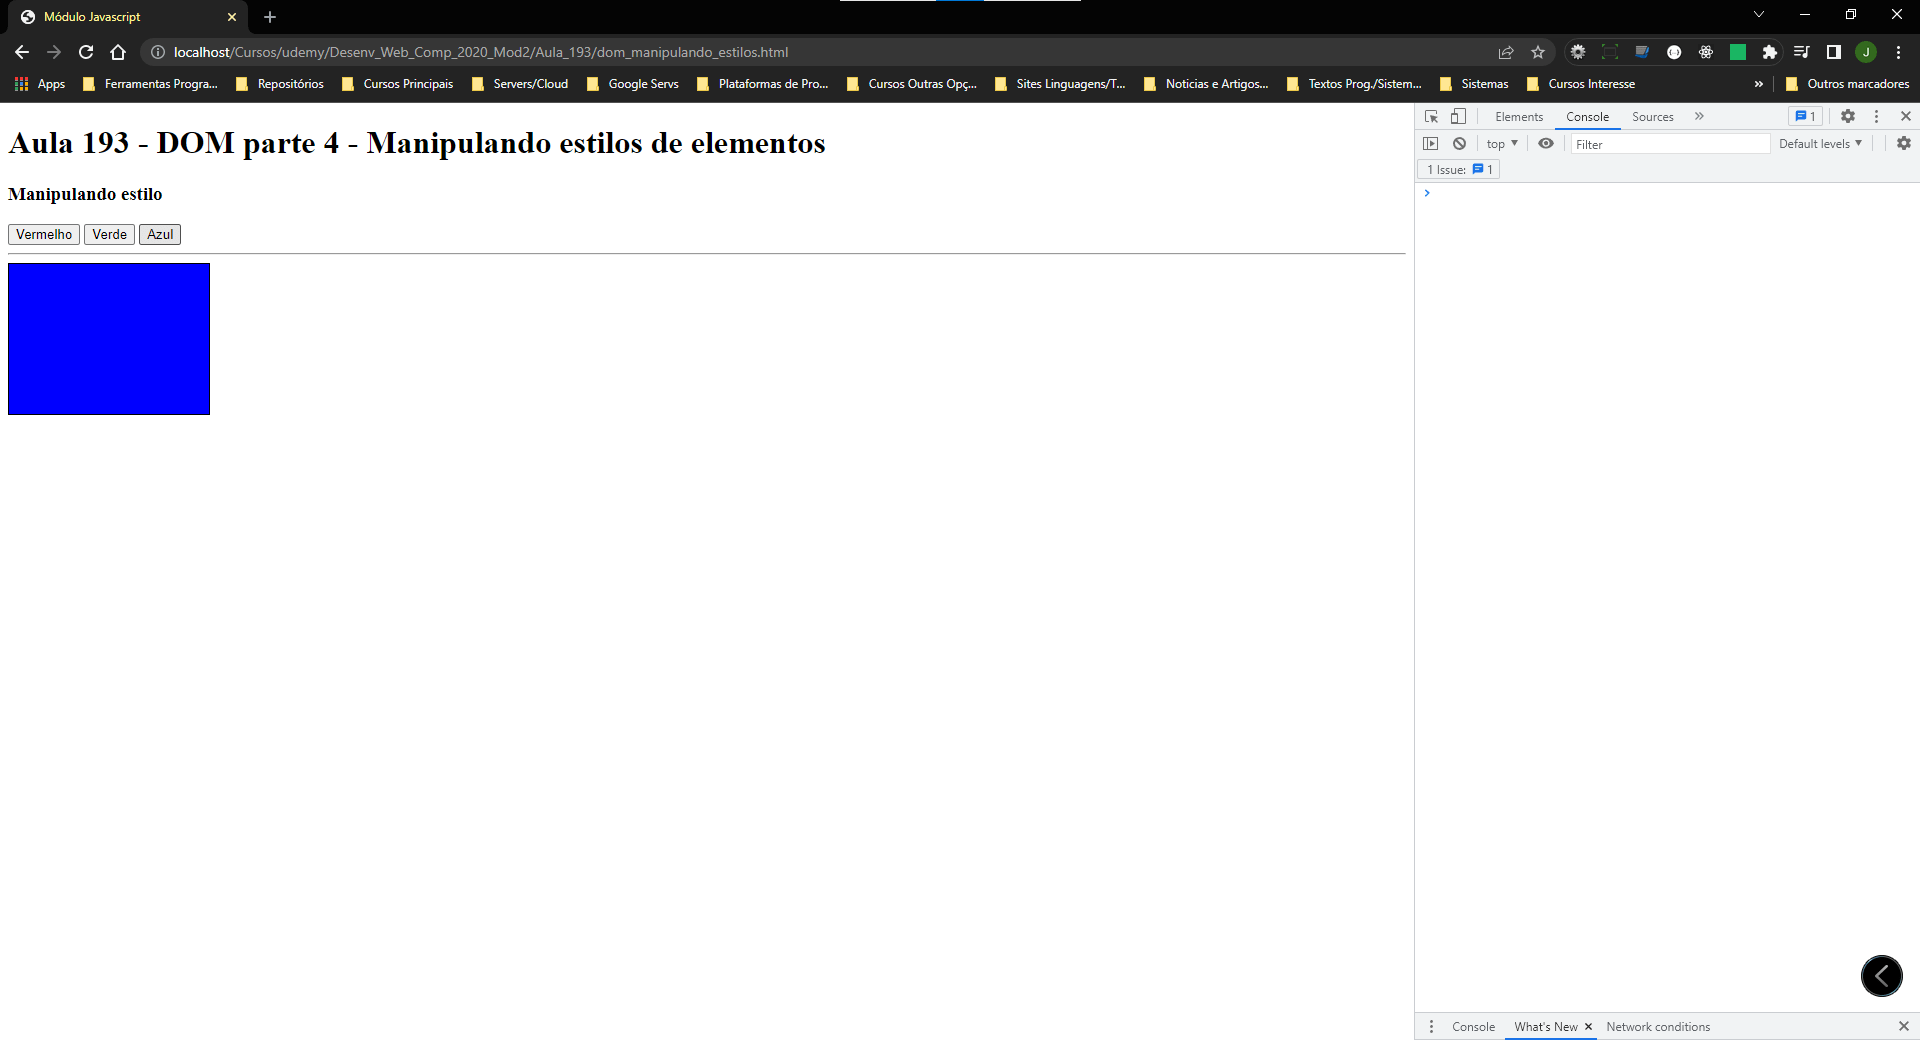 Módulo Javascript
localhost/Cursos/udemy/Desenv_Web_Comp_2020_Mod2/Aula_193/dom_manipulando_estilos.html
J
Apps Ferramentas Progra... Repositórios Cursos Principais Servers/Cloud Google Servs Plataformas de Pro... Cursos Outras Opç... Sites Linguagens/T... Noticias e Artigos... Textos Prog./Sistem... Sistemas Cursos Interesse » Outros marcadores
Aula 193 - DOM parte 4 - Manipulando estilos de elementos
Manipulando estilo
Vermelho Verde Azul
Elements Console Sources » 1
top Filter Default levels
1 Issue: 1
Console What's New Network conditions